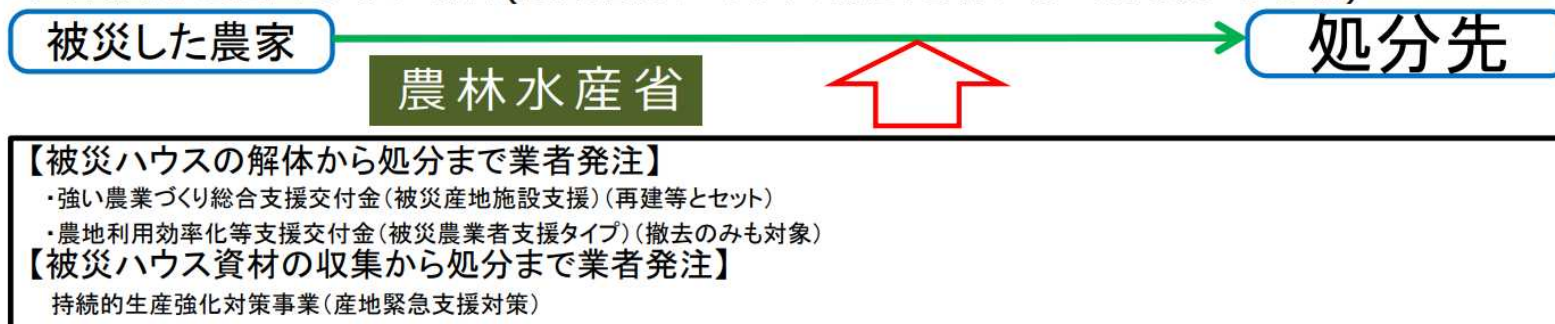 被災した農家
処分先
農林水産省
【被災ハウスの解体から処分まで業者発注】
・強い農業づくり総合支援交付金(被災産地施設支援)(再建等とセット)
・農地利用効率化等支援交付金(被災農業者支援タイプ)(撤去のみも対象)
【被災ハウス資材の収集から処分まで業者発注】
持続的生産強化対策事業(産地緊急支援対策)